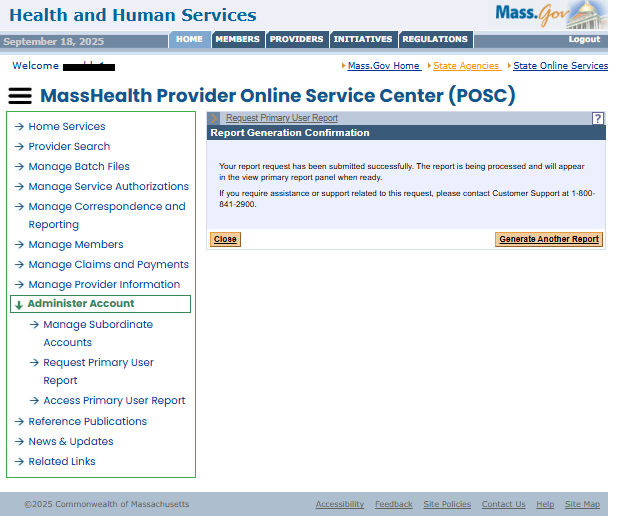 Health and Human Services
Mass.Gov
September 18, 2025
HOME MEMBERS PROVIDERS INITIATIVES REGULATIONS Logout
Welcome
Mass.Gov Home State Agencies State Online Services
MassHealth Provider Online Service Center (POSC)
Home Services
Provider Search
Manage Batch Files
Manage Service Authorizations
Manage Correspondence and
Reporting
Manage Members
Manage Claims and Payments
Manage Provider Information
Administer Account
Manage Subordinate
Accounts
Request Primary User
Report
Access Primary User Report
Reference Publications
News & Updates
Related Links
Request Primary User Report ?
Report Generation Confirmation
Your report request has been submitted successfully. The report is being processed and will appear
in the view primary report panel when ready.
If you require assistance or support related to this request, please contact Customer Support at 1-800-
841-2900.
Close Generate Another Report
©2025 Commonwealth of Massachusetts Accessibility Feedback Site Policies Contact Us Help Site Map